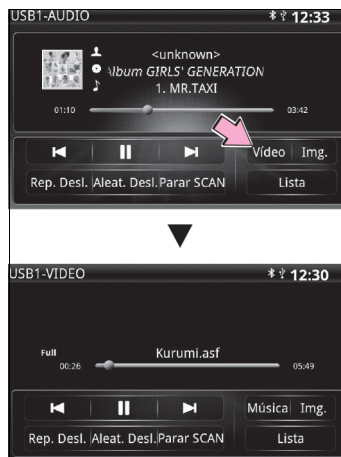 USB1-AUDIO 12:33
<unknown>
Album GIRLS' GENERATION
1. MR.TAXI
01:10 03:42
Vídeo Img.
Rep. Desl. Aleat. Desl. Parar SCAN Lista
USB1-VIDEO 12:30
Full Kurumi.asf
00:26 05:49
Música Img.
Rep. Desl. Aleat. Desl. Parar SCAN Lista